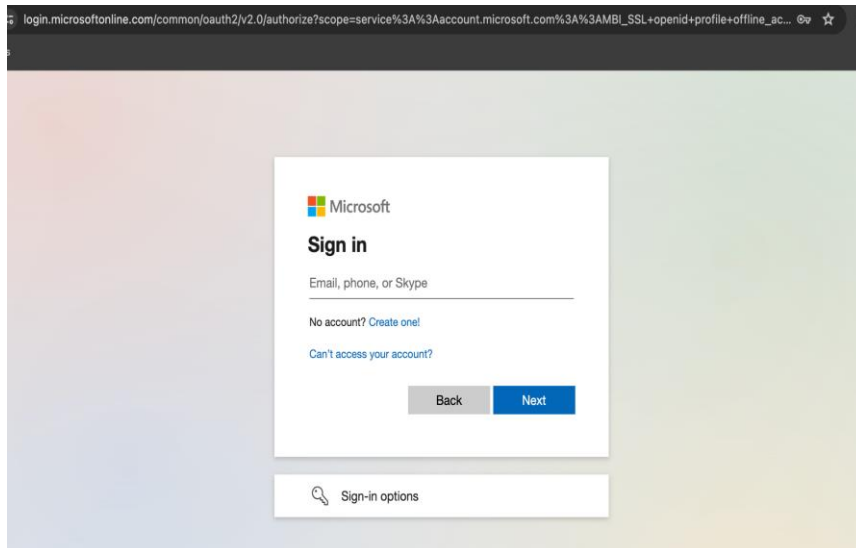 login.microsoftonline.com/common/oauth2/v2.0/authorize?scope=service%3A%3Aaccount.microsoft.com%3A%3AMBI_SSL+openid+profile+offline_ac...
s
Microsoft
Sign in
Email, phone, or Skype
No account? Create one!
Can't access your account?
Back Next
Sign-in options